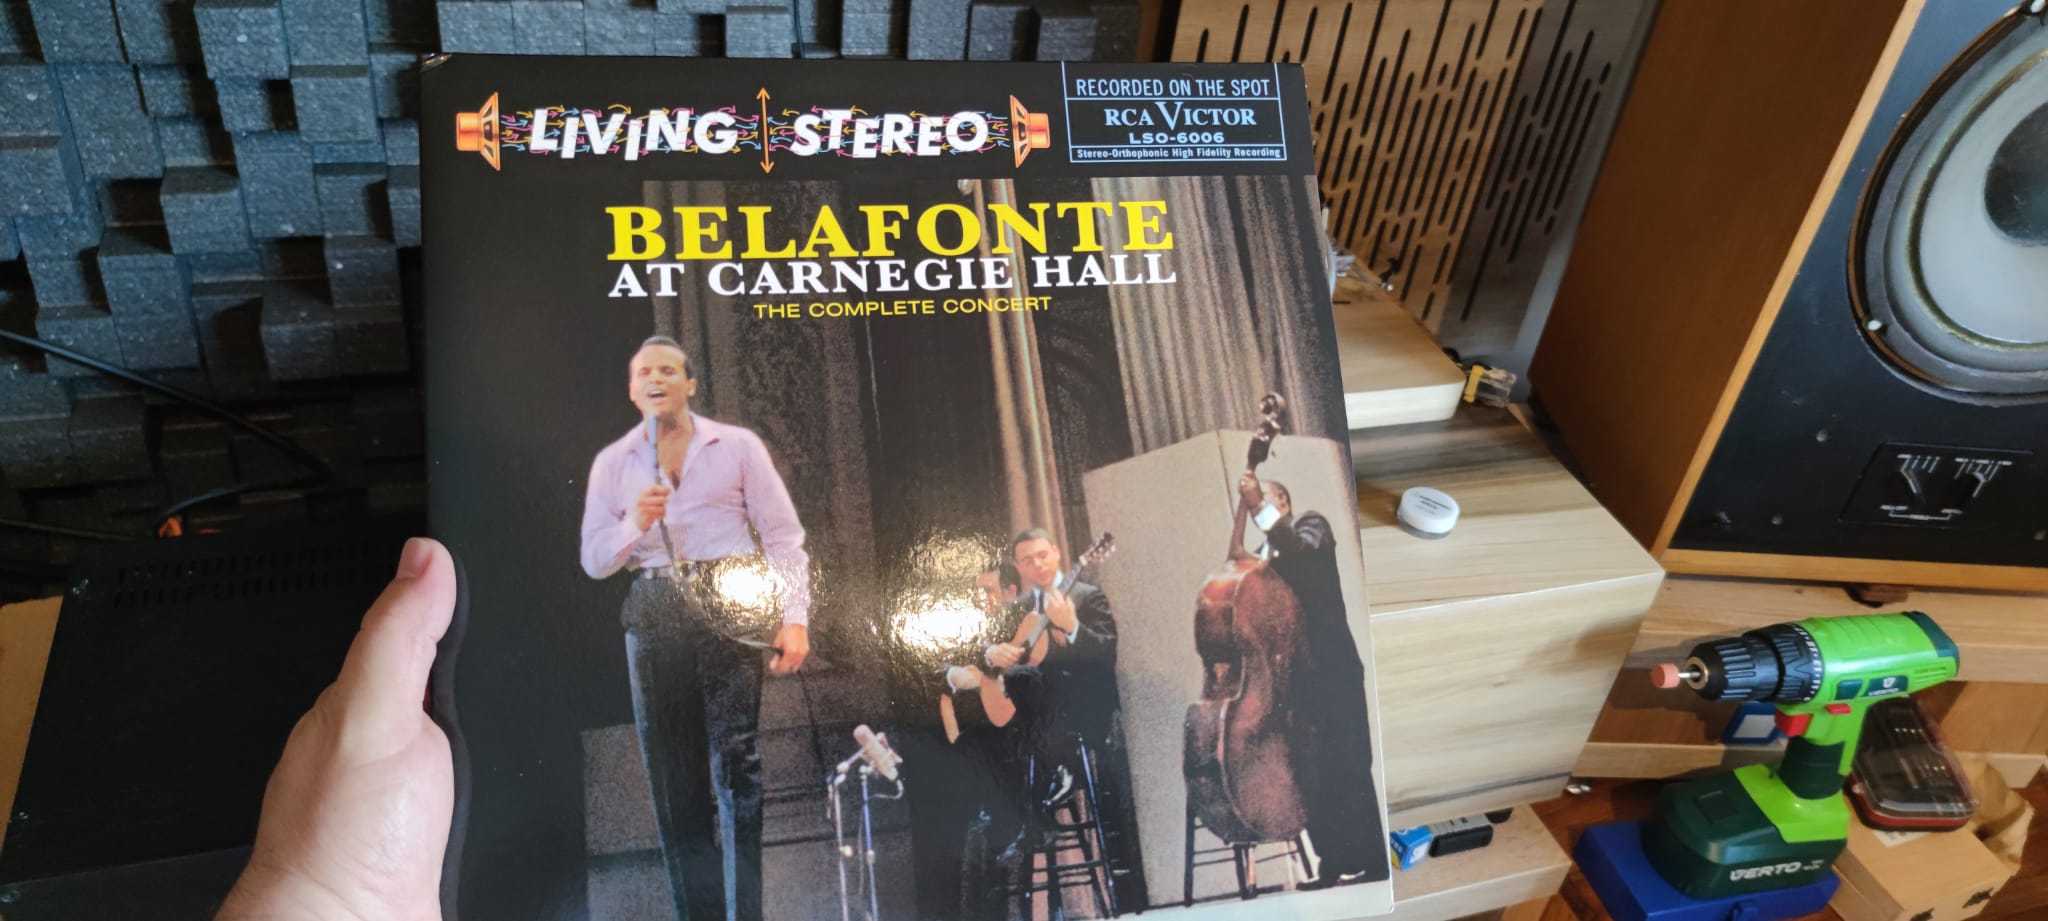 LIVING STEREO
RECORDED ON THE SPOT
RCA VICTOR
LSO-6006
Stereo-Orthophonic High Fidelity Recording
BELAFONTE
AT CARNEGIE HALL
THE COMPLETE CONCERT
VERTO